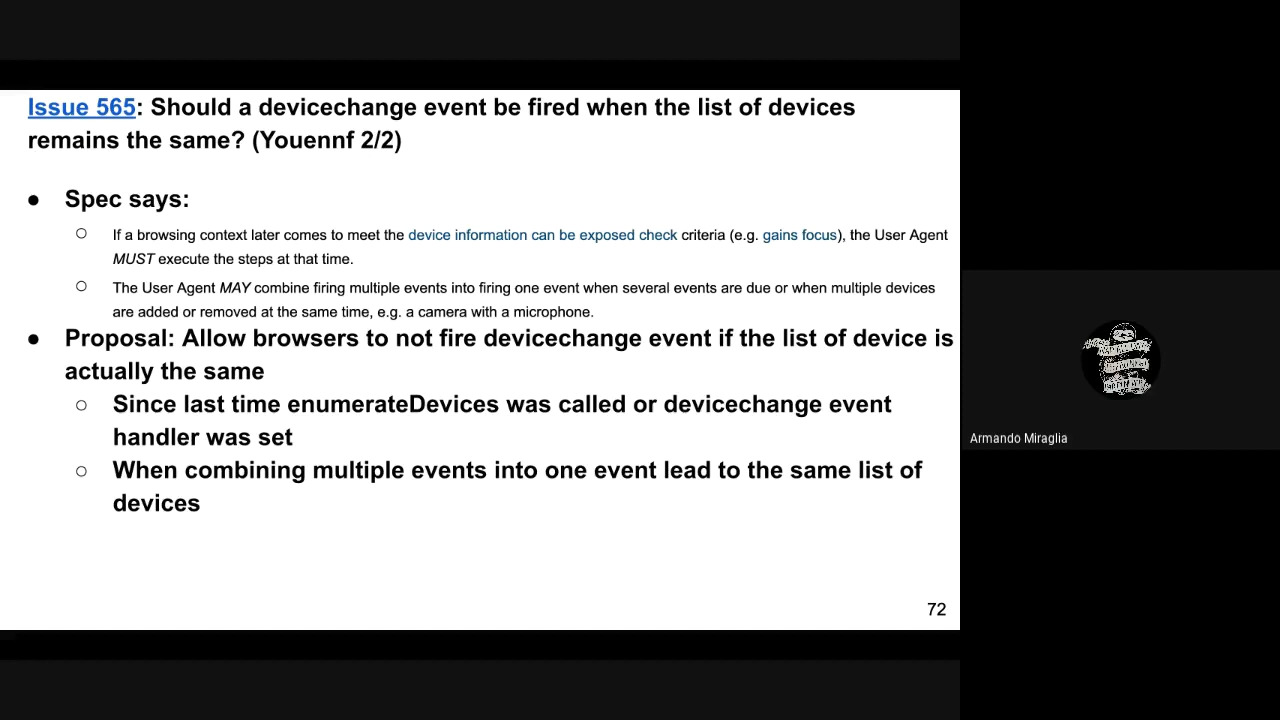 Issue 565: Should a devicechange event be fired when the list of devices
remains the same? (Youennf 2/2)
● Spec says:
○ If a browsing context later comes to meet the device information can be exposed check criteria (e.g. gains focus), the User Agent
MUST execute the steps at that time.
○ The User Agent MAY combine firing multiple events into firing one event when several events are due or when multiple devices
are added or removed at the same time, e.g. a camera with a microphone.
● Proposal: Allow browsers to not fire devicechange event if the list of device is
actually the same
○ Since last time enumerateDevices was called or devicechange event
handler was set
○ When combining multiple events into one event lead to the same list of
devices
72
Armando Miraglia